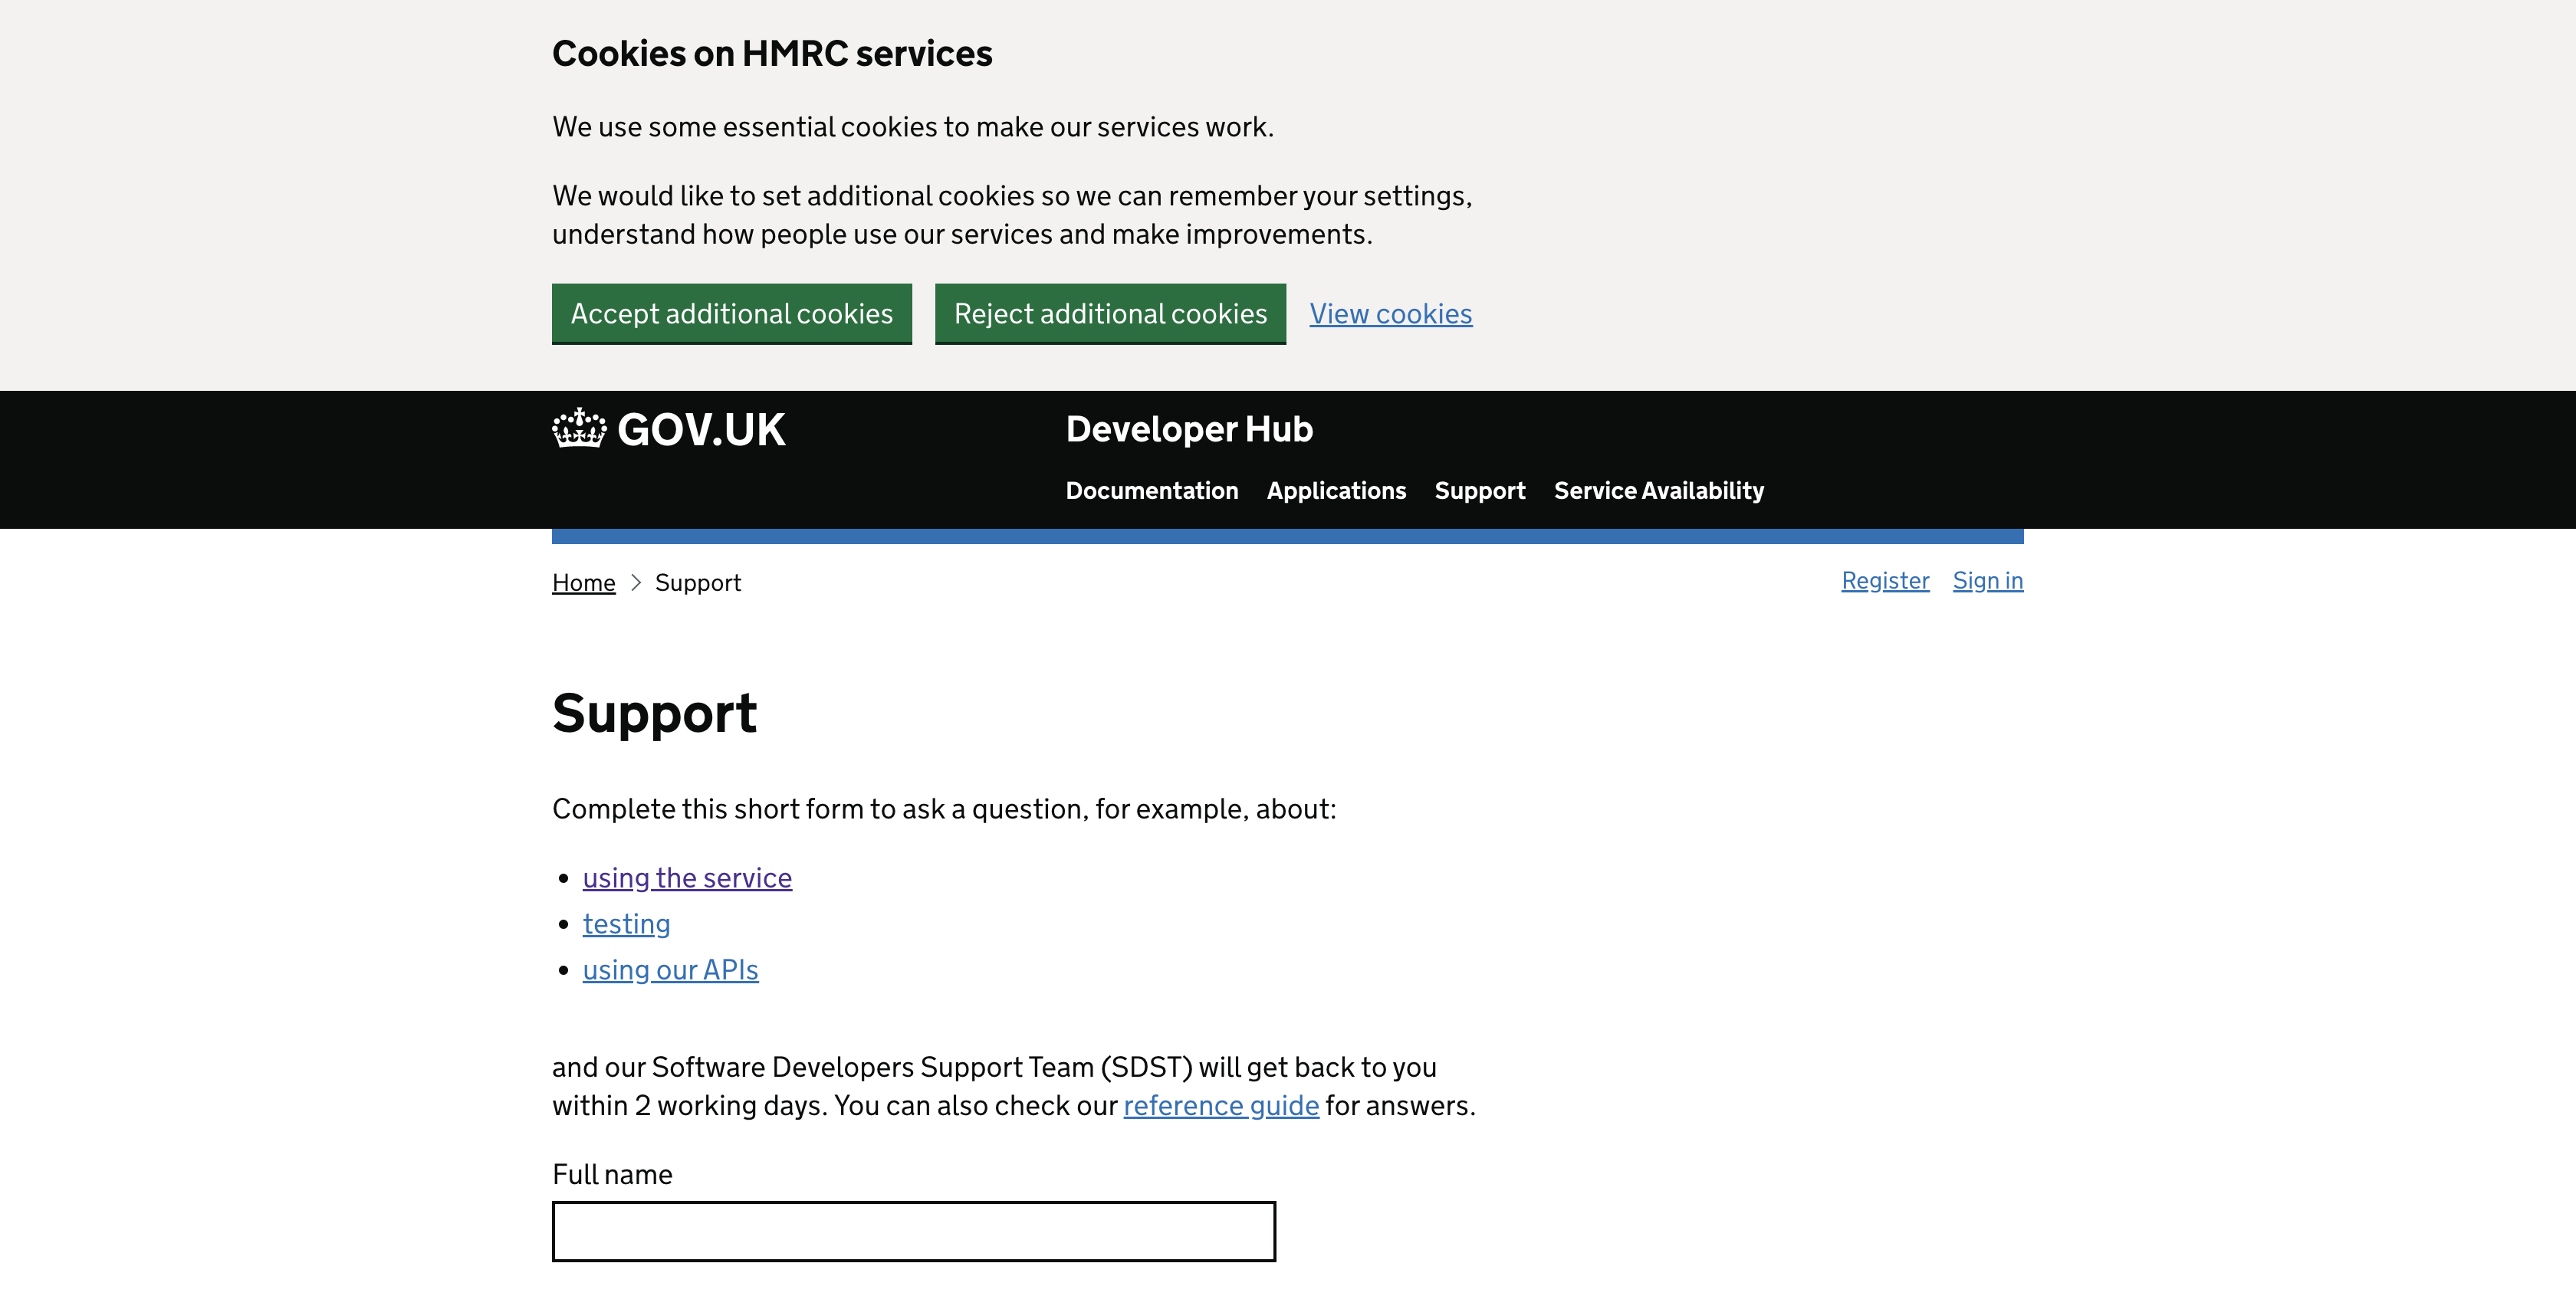 Cookies on HMRC services
We use some essential cookies to make our services work.
We would like to set additional cookies so we can remember your settings,
understand how people use our services and make improvements.
Accept additional cookies
Reject additional cookies
View cookies
GOV.UK
Developer Hub
Documentation
Applications
Support
Service Availability
Home
Support
Register
Sign in
Support
Complete this short form to ask a question, for example, about:
• using the service
• testing
• using our APIs
and our Software Developers Support Team (SDST) will get back to you
within 2 working days. You can also check our reference guide for answers.
Full name